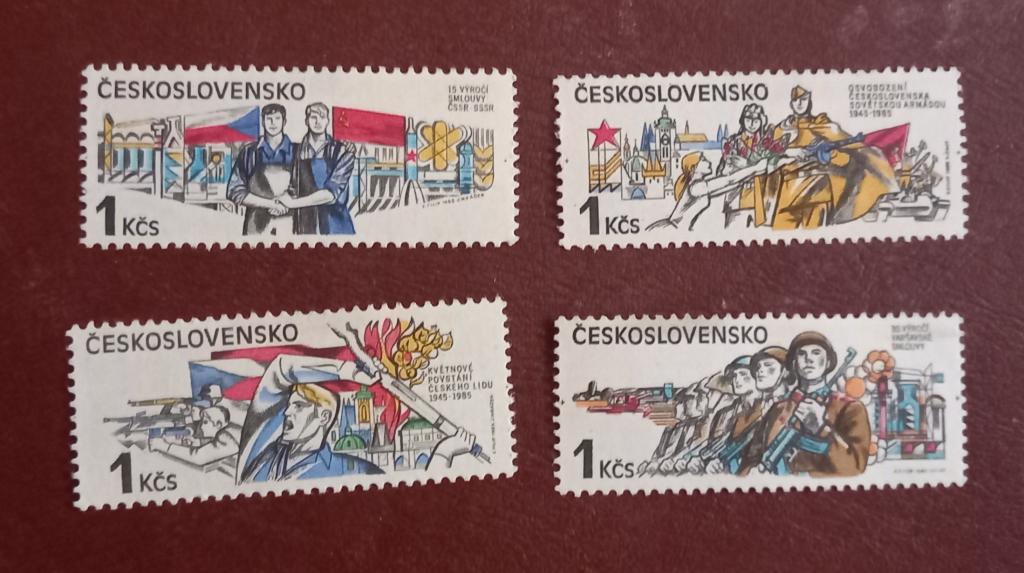 ČESKOSLOVENSKO
15 VÝROČÍ
SMLOUVY
ČSSR-SSSR
1 Kčs
ČESKOSLOVENSKO
OSVOBOZENÍ
ČESKOSLOVENSKA
SOVĚTSKOU ARMÁDOU
1945-1985
1 Kčs
ČESKOSLOVENSKO
KVĚTNOVÉ
POVSTÁNÍ
ČESKÉHO LIDU
1945-1985
1 Kčs
ČESKOSLOVENSKO
30 VÝROČÍ
VARŠAVSKÉ
SMLOUVY
1 Kčs